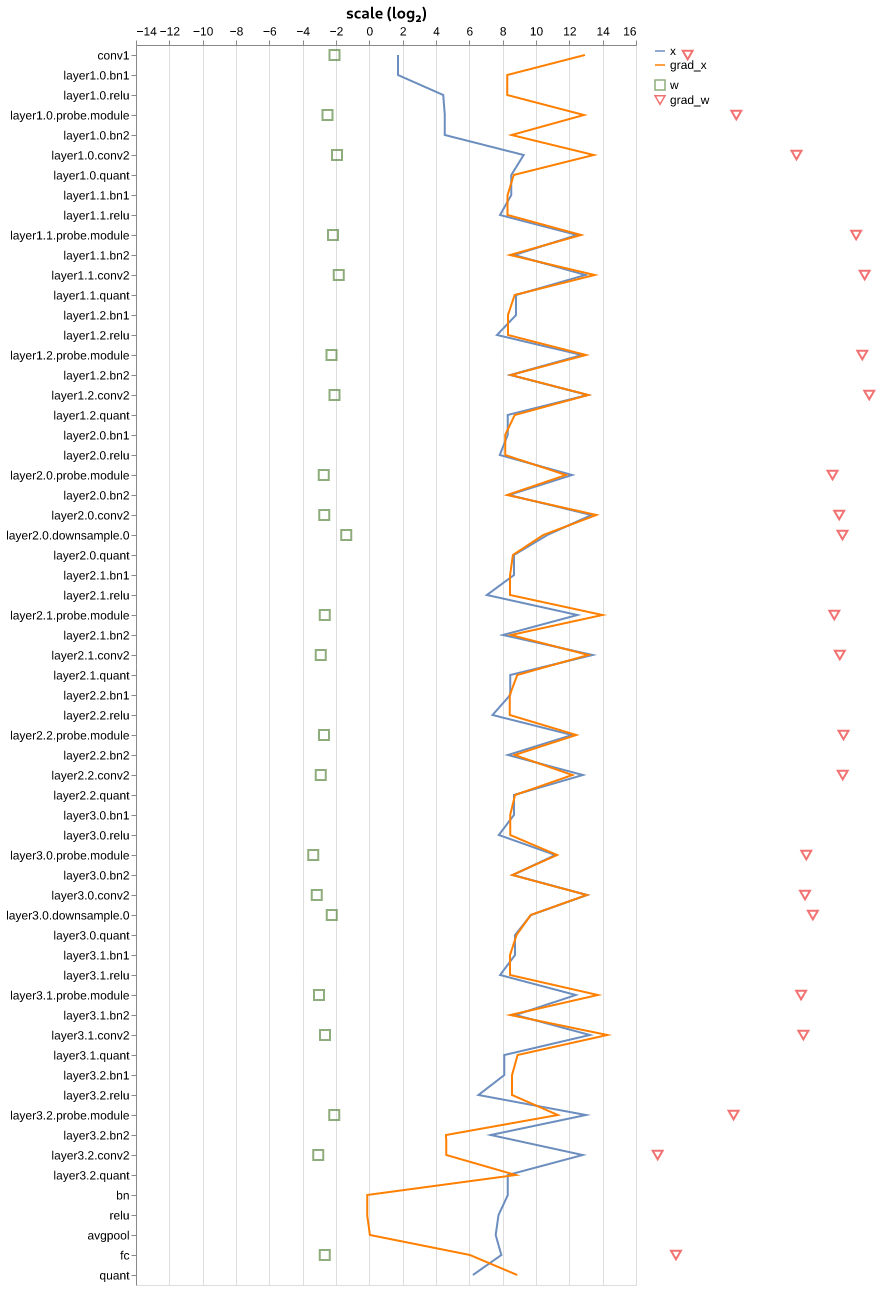 scale (log₂)
−14 −12 −10 −8 −6 −4 −2 0 2 4 6 8 10 12 14 16
x
grad_x
w
grad_w
conv1
layer1.0.bn1
layer1.0.relu
layer1.0.probe.module
layer1.0.bn2
layer1.0.conv2
layer1.0.quant
layer1.1.bn1
layer1.1.relu
layer1.1.probe.module
layer1.1.bn2
layer1.1.conv2
layer1.1.quant
layer1.2.bn1
layer1.2.relu
layer1.2.probe.module
layer1.2.bn2
layer1.2.conv2
layer1.2.quant
layer2.0.bn1
layer2.0.relu
layer2.0.probe.module
layer2.0.bn2
layer2.0.conv2
layer2.0.downsample.0
layer2.0.quant
layer2.1.bn1
layer2.1.relu
layer2.1.probe.module
layer2.1.bn2
layer2.1.conv2
layer2.1.quant
layer2.2.bn1
layer2.2.relu
layer2.2.probe.module
layer2.2.bn2
layer2.2.conv2
layer2.2.quant
layer3.0.bn1
layer3.0.relu
layer3.0.probe.module
layer3.0.bn2
layer3.0.conv2
layer3.0.downsample.0
layer3.0.quant
layer3.1.bn1
layer3.1.relu
layer3.1.probe.module
layer3.1.bn2
layer3.1.conv2
layer3.1.quant
layer3.2.bn1
layer3.2.relu
layer3.2.probe.module
layer3.2.bn2
layer3.2.conv2
layer3.2.quant
bn
relu
avgpool
fc
quant